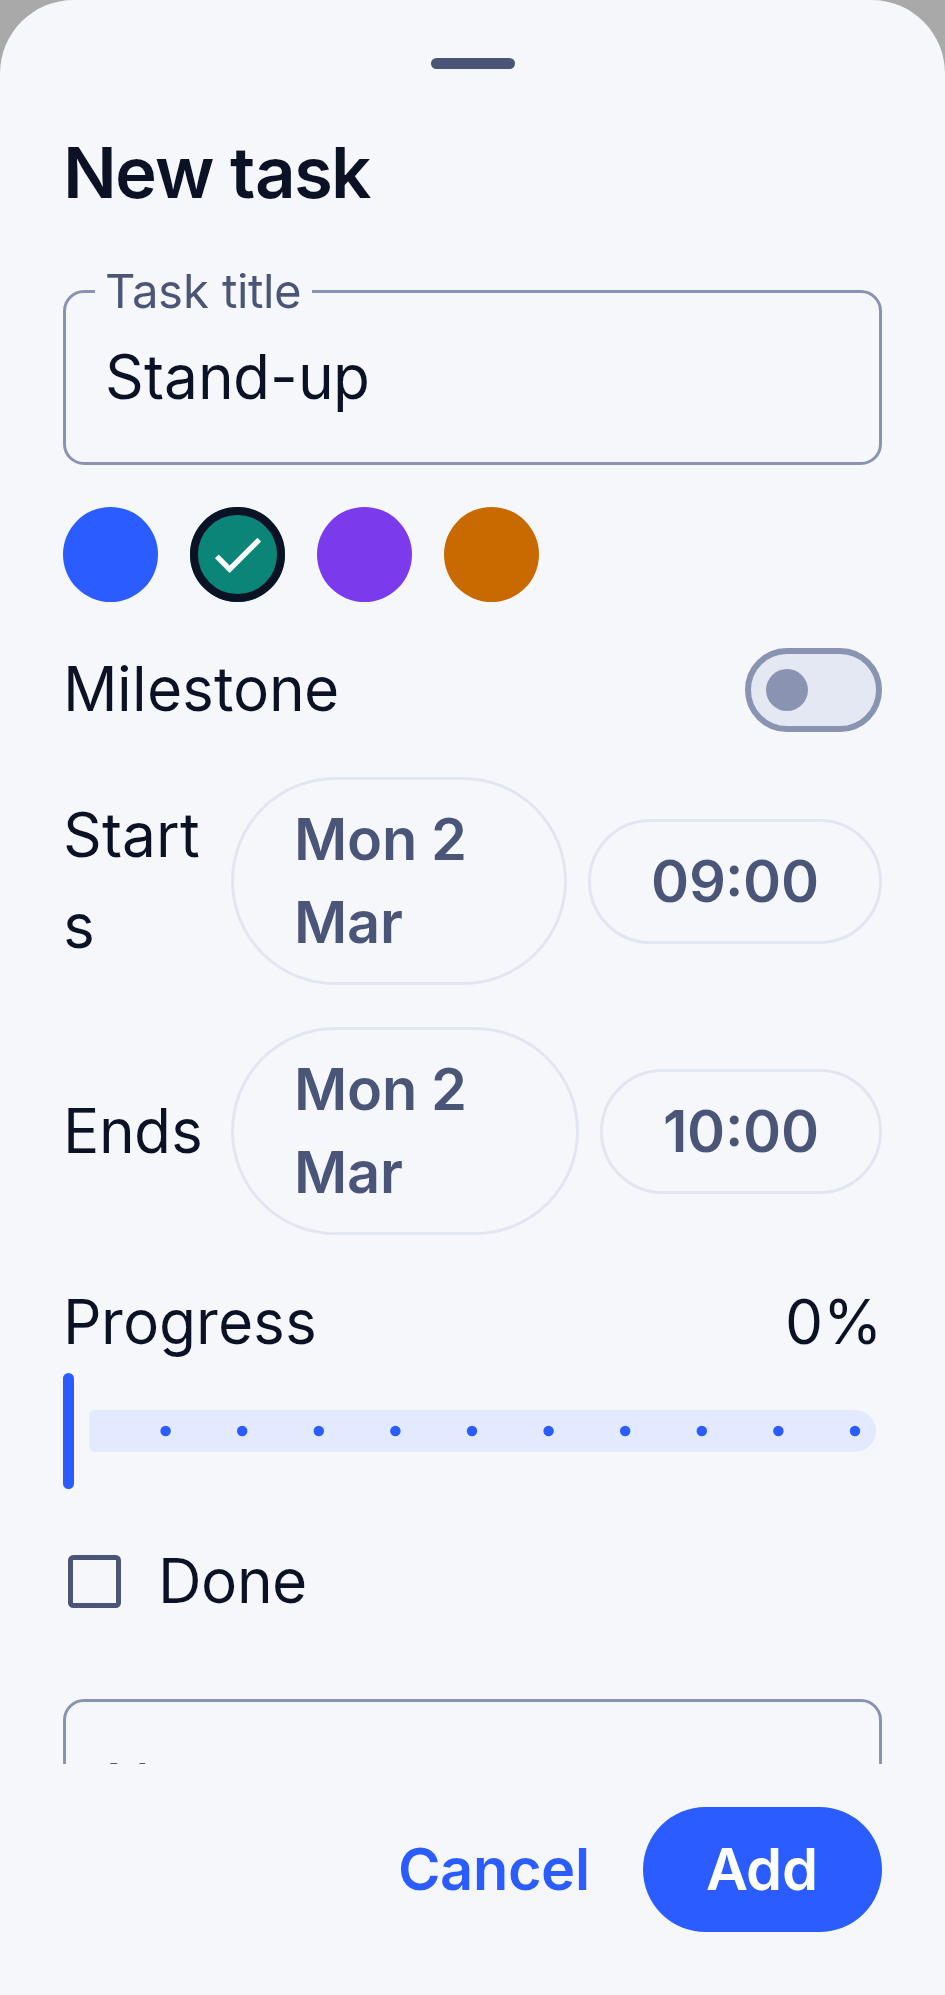 New task
Task title
Stand-up
Milestone
Start
s
Mon 2
Mar
09:00
Ends
Mon 2
Mar
10:00
Progress
0%
Done
Cancel
Add